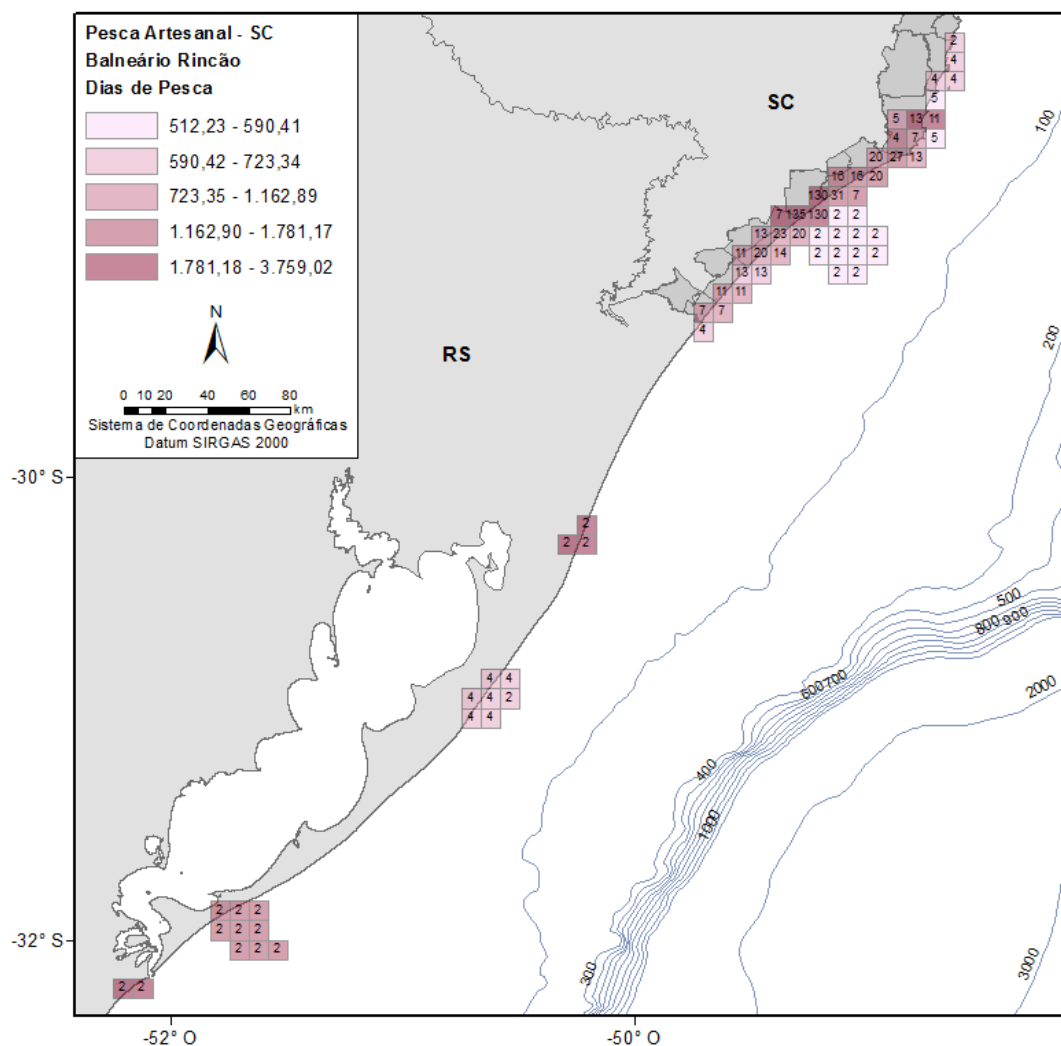 Pesca Artesanal - SC
Balneário Rincão
Dias de Pesca
512,23 - 590,41
590,42 - 723,34
723,35 - 1.162,89
1.162,90 - 1.781,17
1.781,18 - 3.759,02
N
0 10 20 40 60 80
km
Sistema de Coordenadas Geográficas
Datum SIRGAS 2000
SC
RS
2
4
4 4
5
5 13 11
4 7 5
20 27 13
16 16 20
130 31 7
7 135 130 2 2
13 23 20 2 2 2 2
11 20 14 2 2 2 2
13 13 2 2
11 11
7 7
4
100
200
-30° S
2
2 2
500
800 900
600 700
2000
4 4
4 4 2
4 4
400
1000
2 2 2
2 2 2
2 2 2
-32° S
300
3000
2 2
-52° O
-50° O